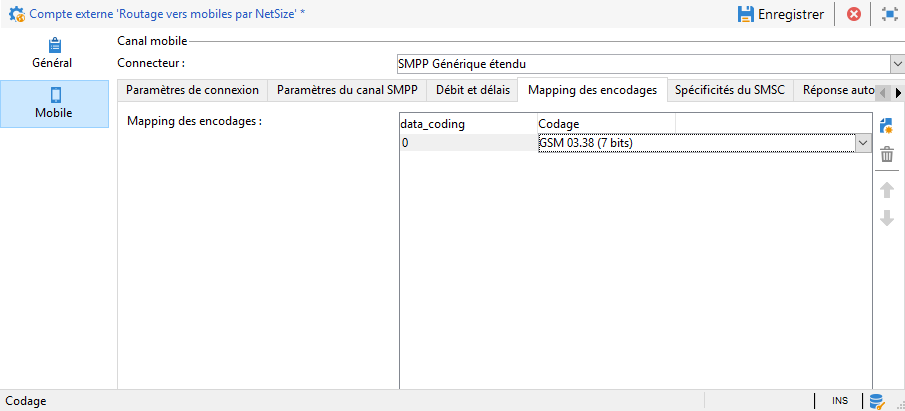 Compte externe 'Routage vers mobiles par NetSize' *
Enregistrer
Général
Mobile
Canal mobile
Connecteur :
SMPP Générique étendu
Paramètres de connexion
Paramètres du canal SMPP
Débit et délais
Mapping des encodages
Spécificités du SMSC
Réponse auto
Mapping des encodages :
data_coding
Codage
0
GSM 03.38 (7 bits)
Codage
INS